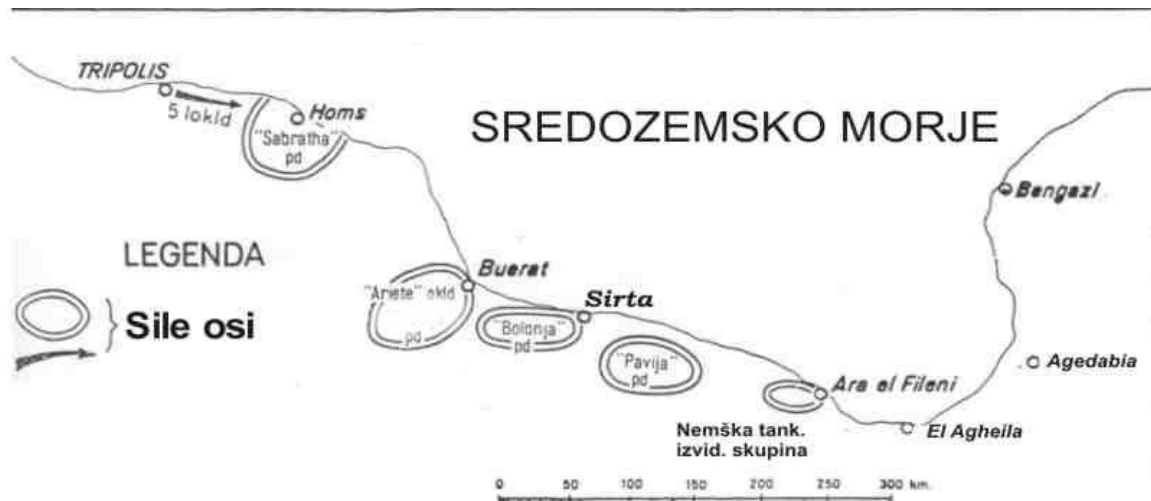 TRIPOLIS
5 lokld
Homs
"Sabratha"
pd
SREDOZEMSKO MORJE
Bengazi
LEGENDA
Sile osi
Buerat
"Ariete" okld
pd
Sirta
"Bolonja"
pd
"Pavija"
pd
Agedabia
Ara el Fileni
Nemška tank.
izvid. skupina
El Agheila
0 50 100 150 200 250 300 km.